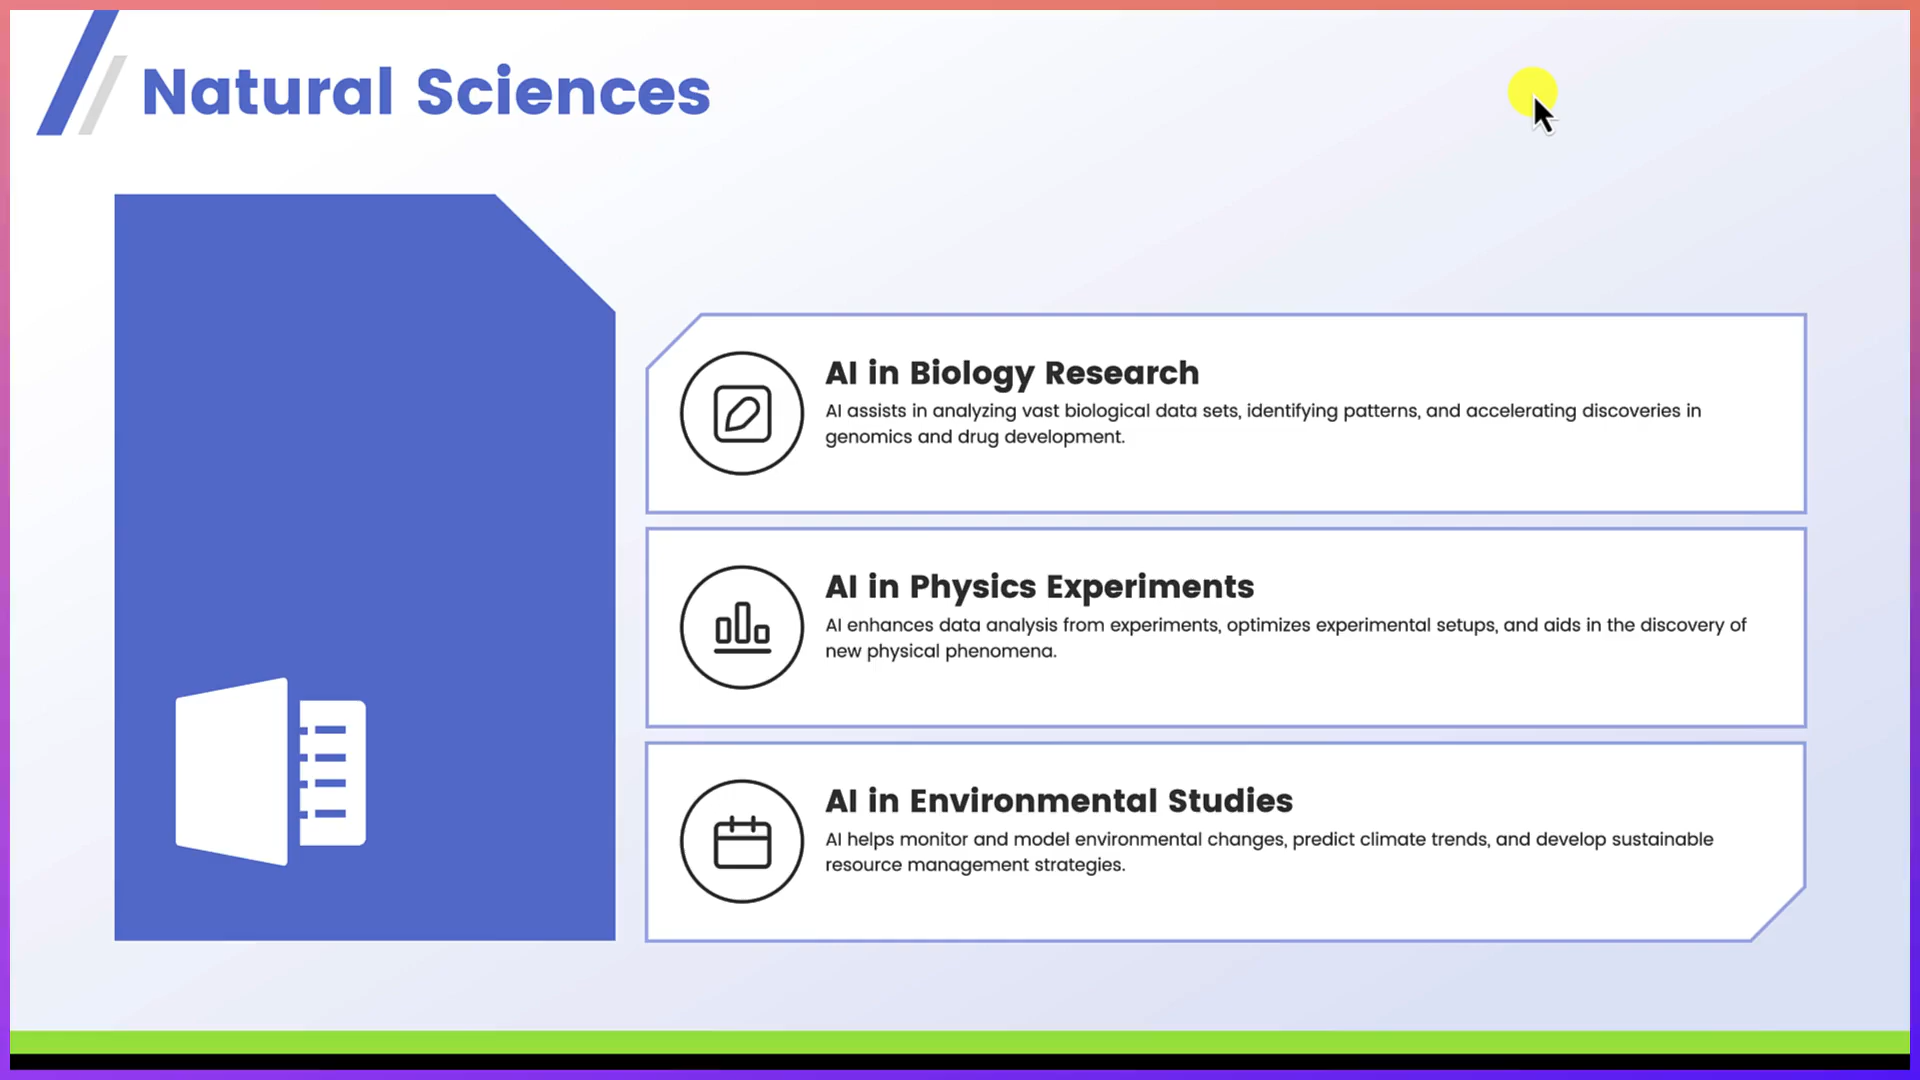 Natural Sciences
AI in Biology Research
AI assists in analyzing vast biological data sets, identifying patterns, and accelerating discoveries in
genomics and drug development.
AI in Physics Experiments
AI enhances data analysis from experiments, optimizes experimental setups, and aids in the discovery of
new physical phenomena.
AI in Environmental Studies
AI helps monitor and model environmental changes, predict climate trends, and develop sustainable
resource management strategies.